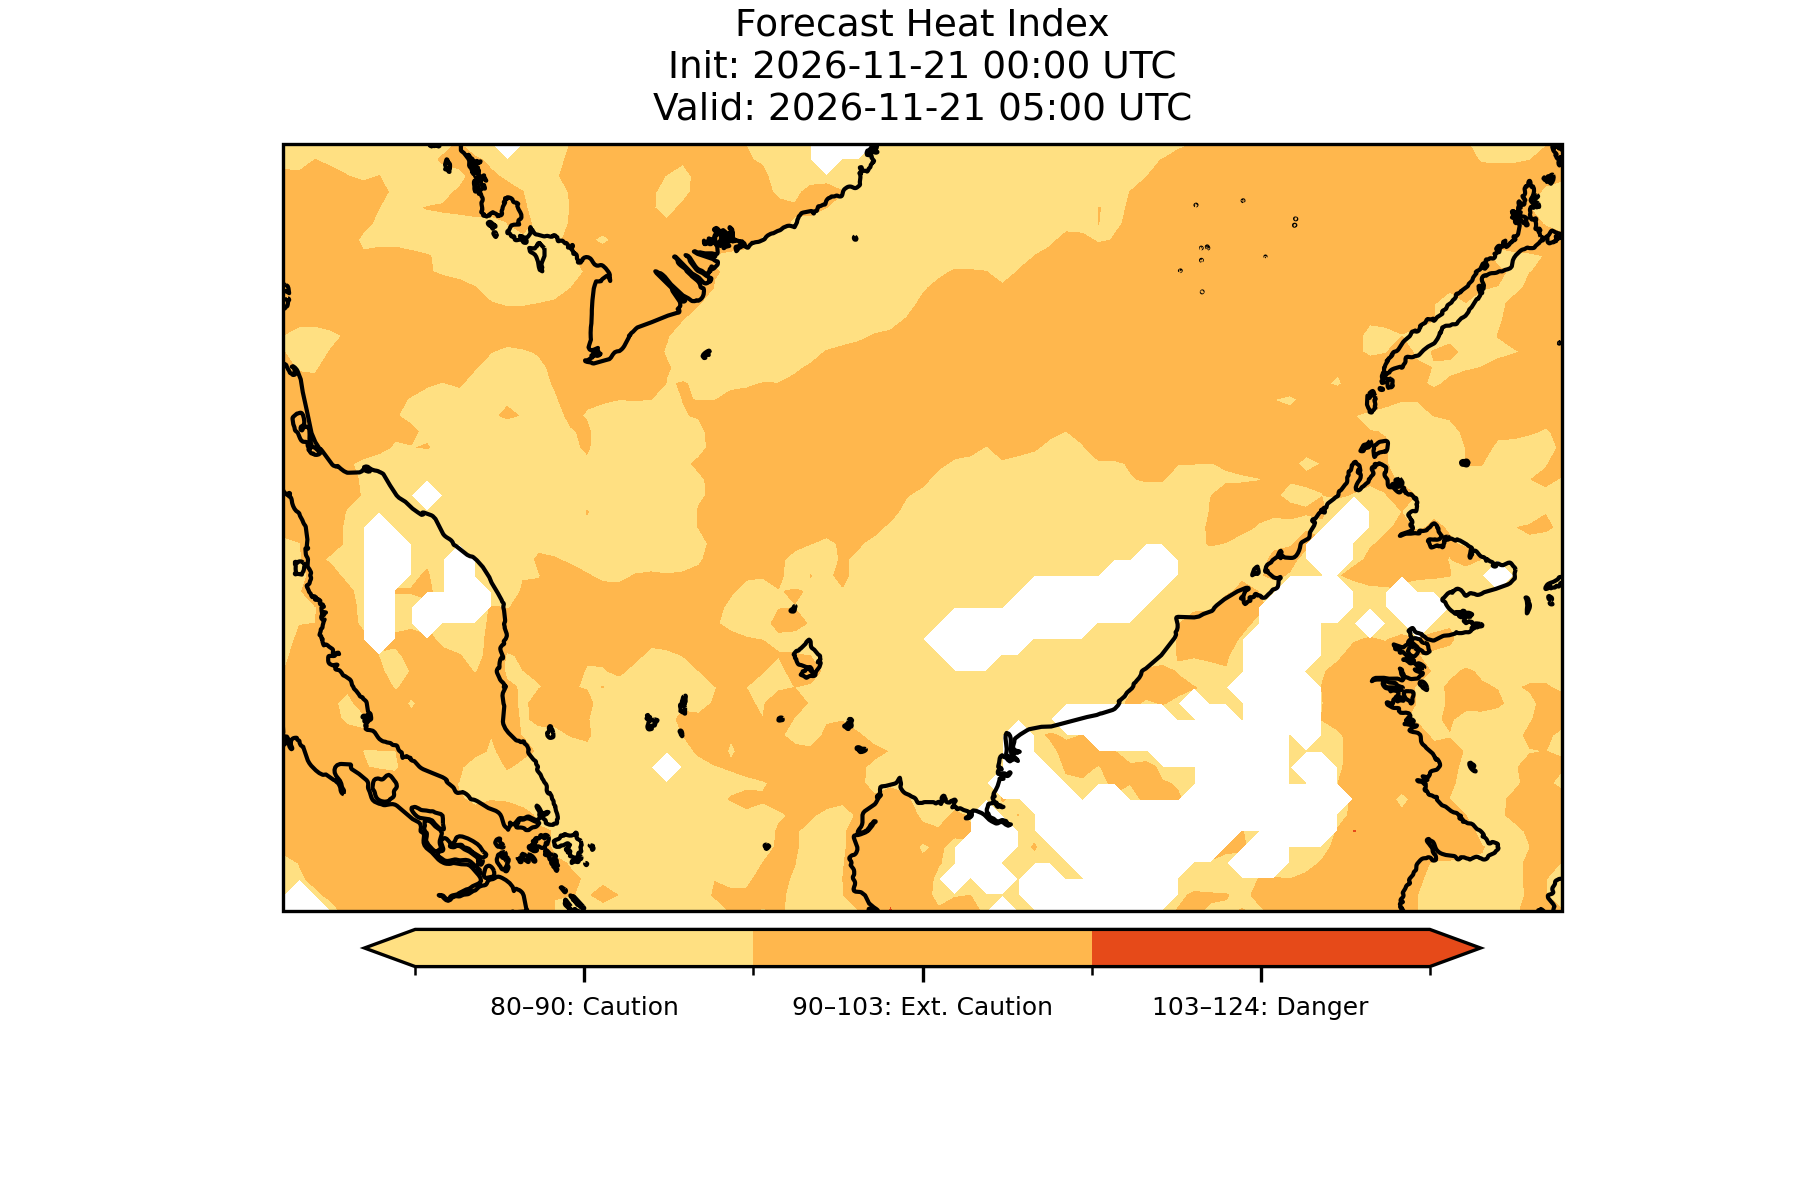 Forecast Heat Index
Init: 2026-11-21 00:00 UTC
Valid: 2026-11-21 05:00 UTC
80–90: Caution
90–103: Ext. Caution
103–124: Danger